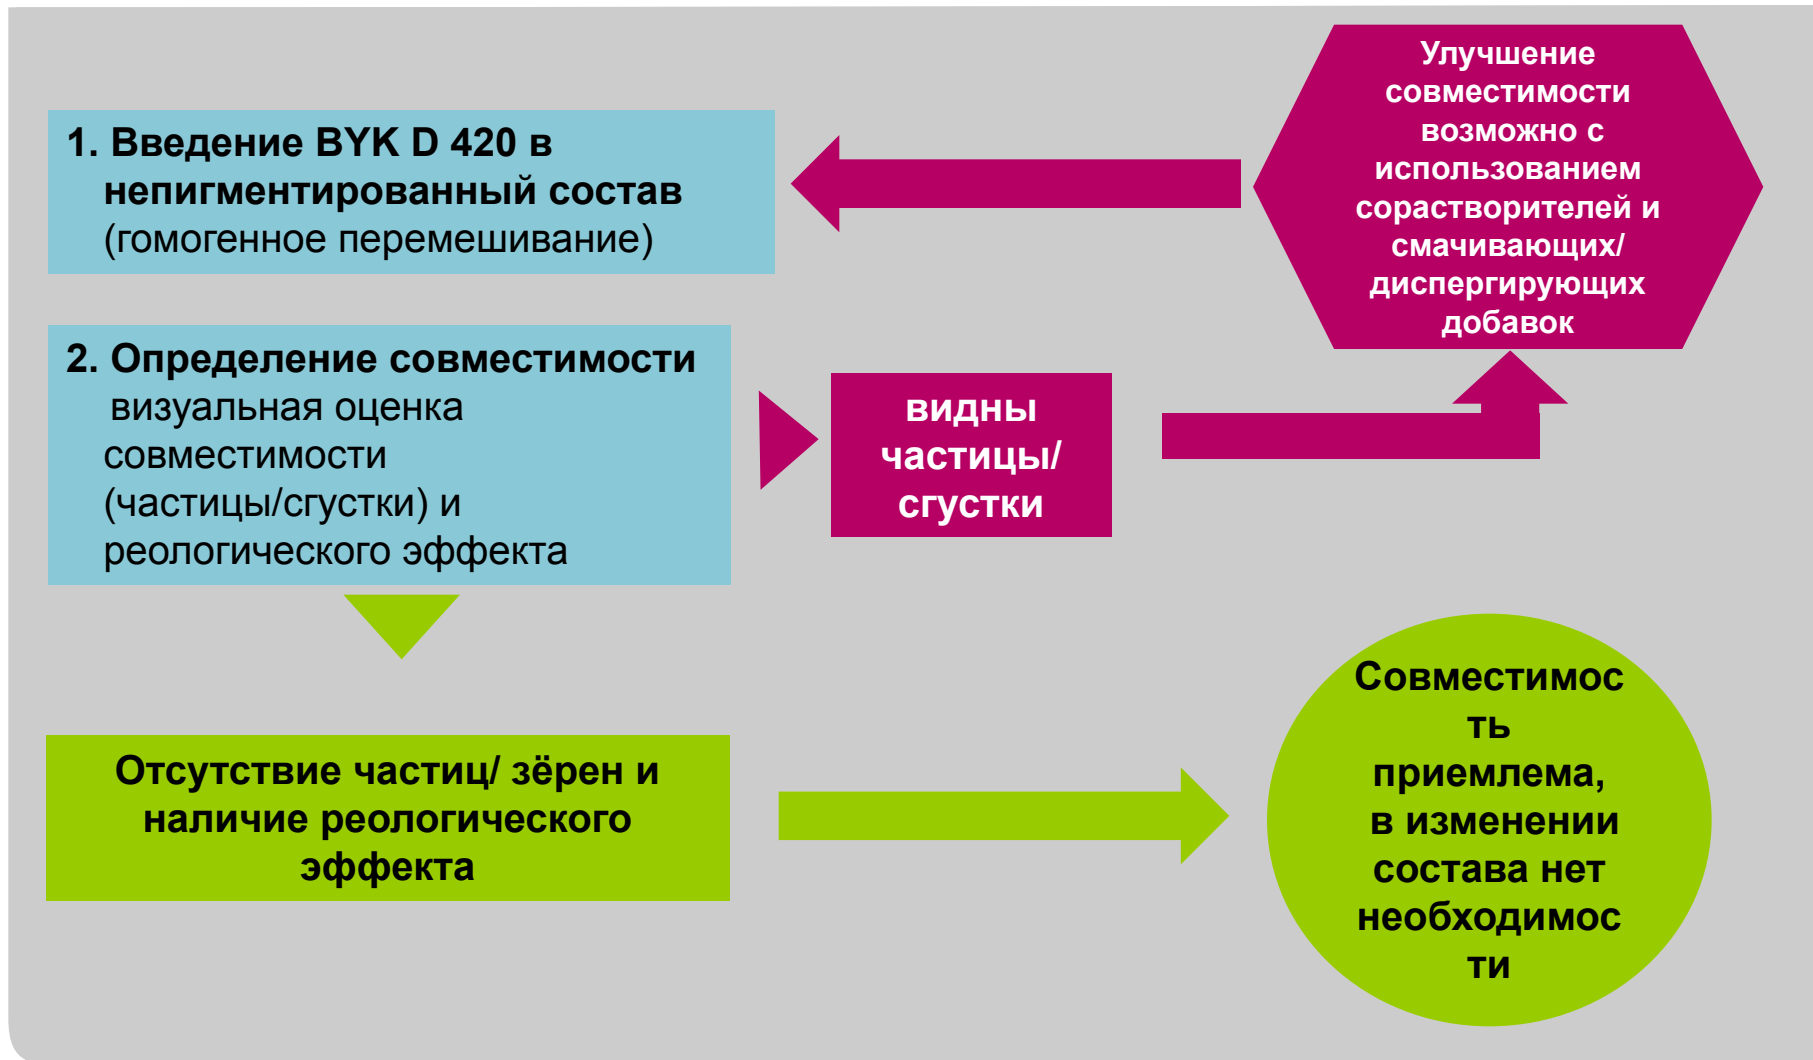 1. Введение BYK D 420 в
непигментированный состав
(гомогенное перемешивание)
Улучшение
совместимости
возможно с
использованием
сорастворителей и
смачивающих/
диспергирующих
добавок
2. Определение совместимости
визуальная оценка
совместимости
(частицы/сгустки) и
реологического эффекта
видны
частицы/
сгустки
Отсутствие частиц/ зёрен и
наличие реологического
эффекта
Совместимос
ть
приемлема,
в изменении
состава нет
необходимос
ти